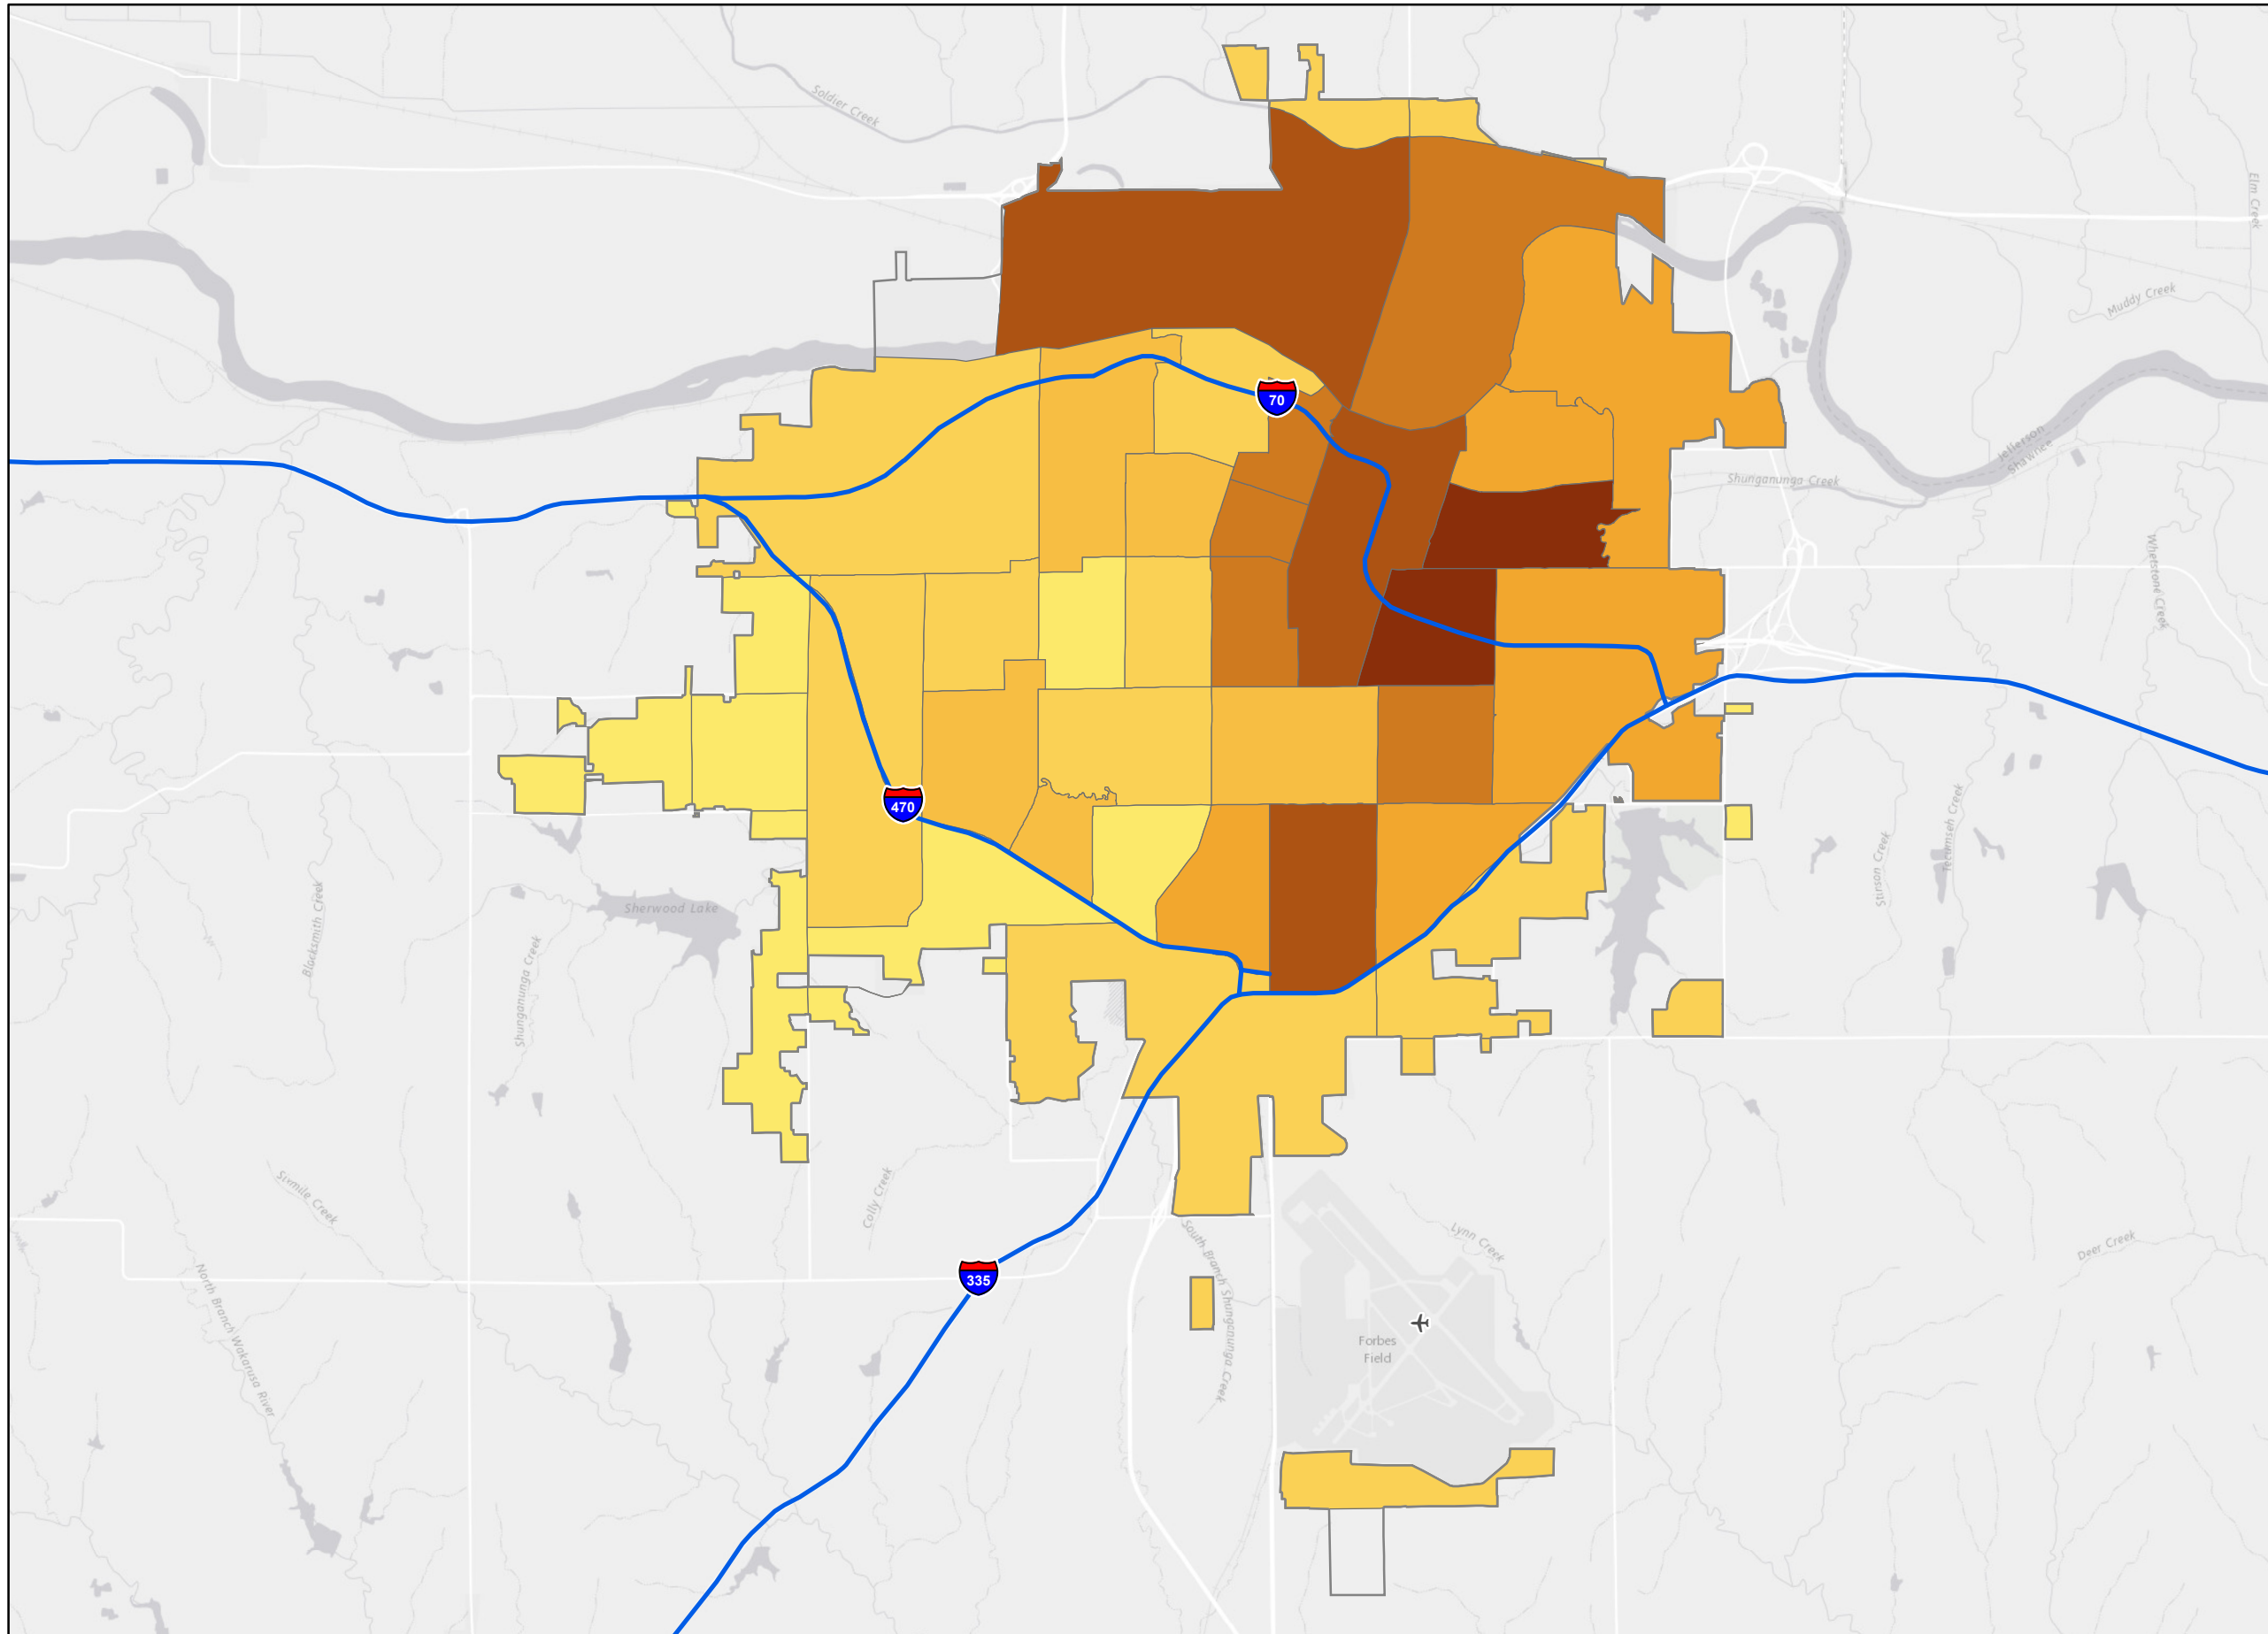 Soldier Creek
Elm Creek
Muddy Creek
70
Jefferson
Shawnee
Shunganunga Creek
Whetstone Creek
470
Sherwood Lake
Blacksmith Creek
Shunganunga Creek
Stinson Creek
Tecumseh Creek
Sixmile Creek
Colly Creek
South Branch Shunganunga Creek
Lynn Creek
Deer Creek
North Branch Wakarusa River
335
Forbes
Field